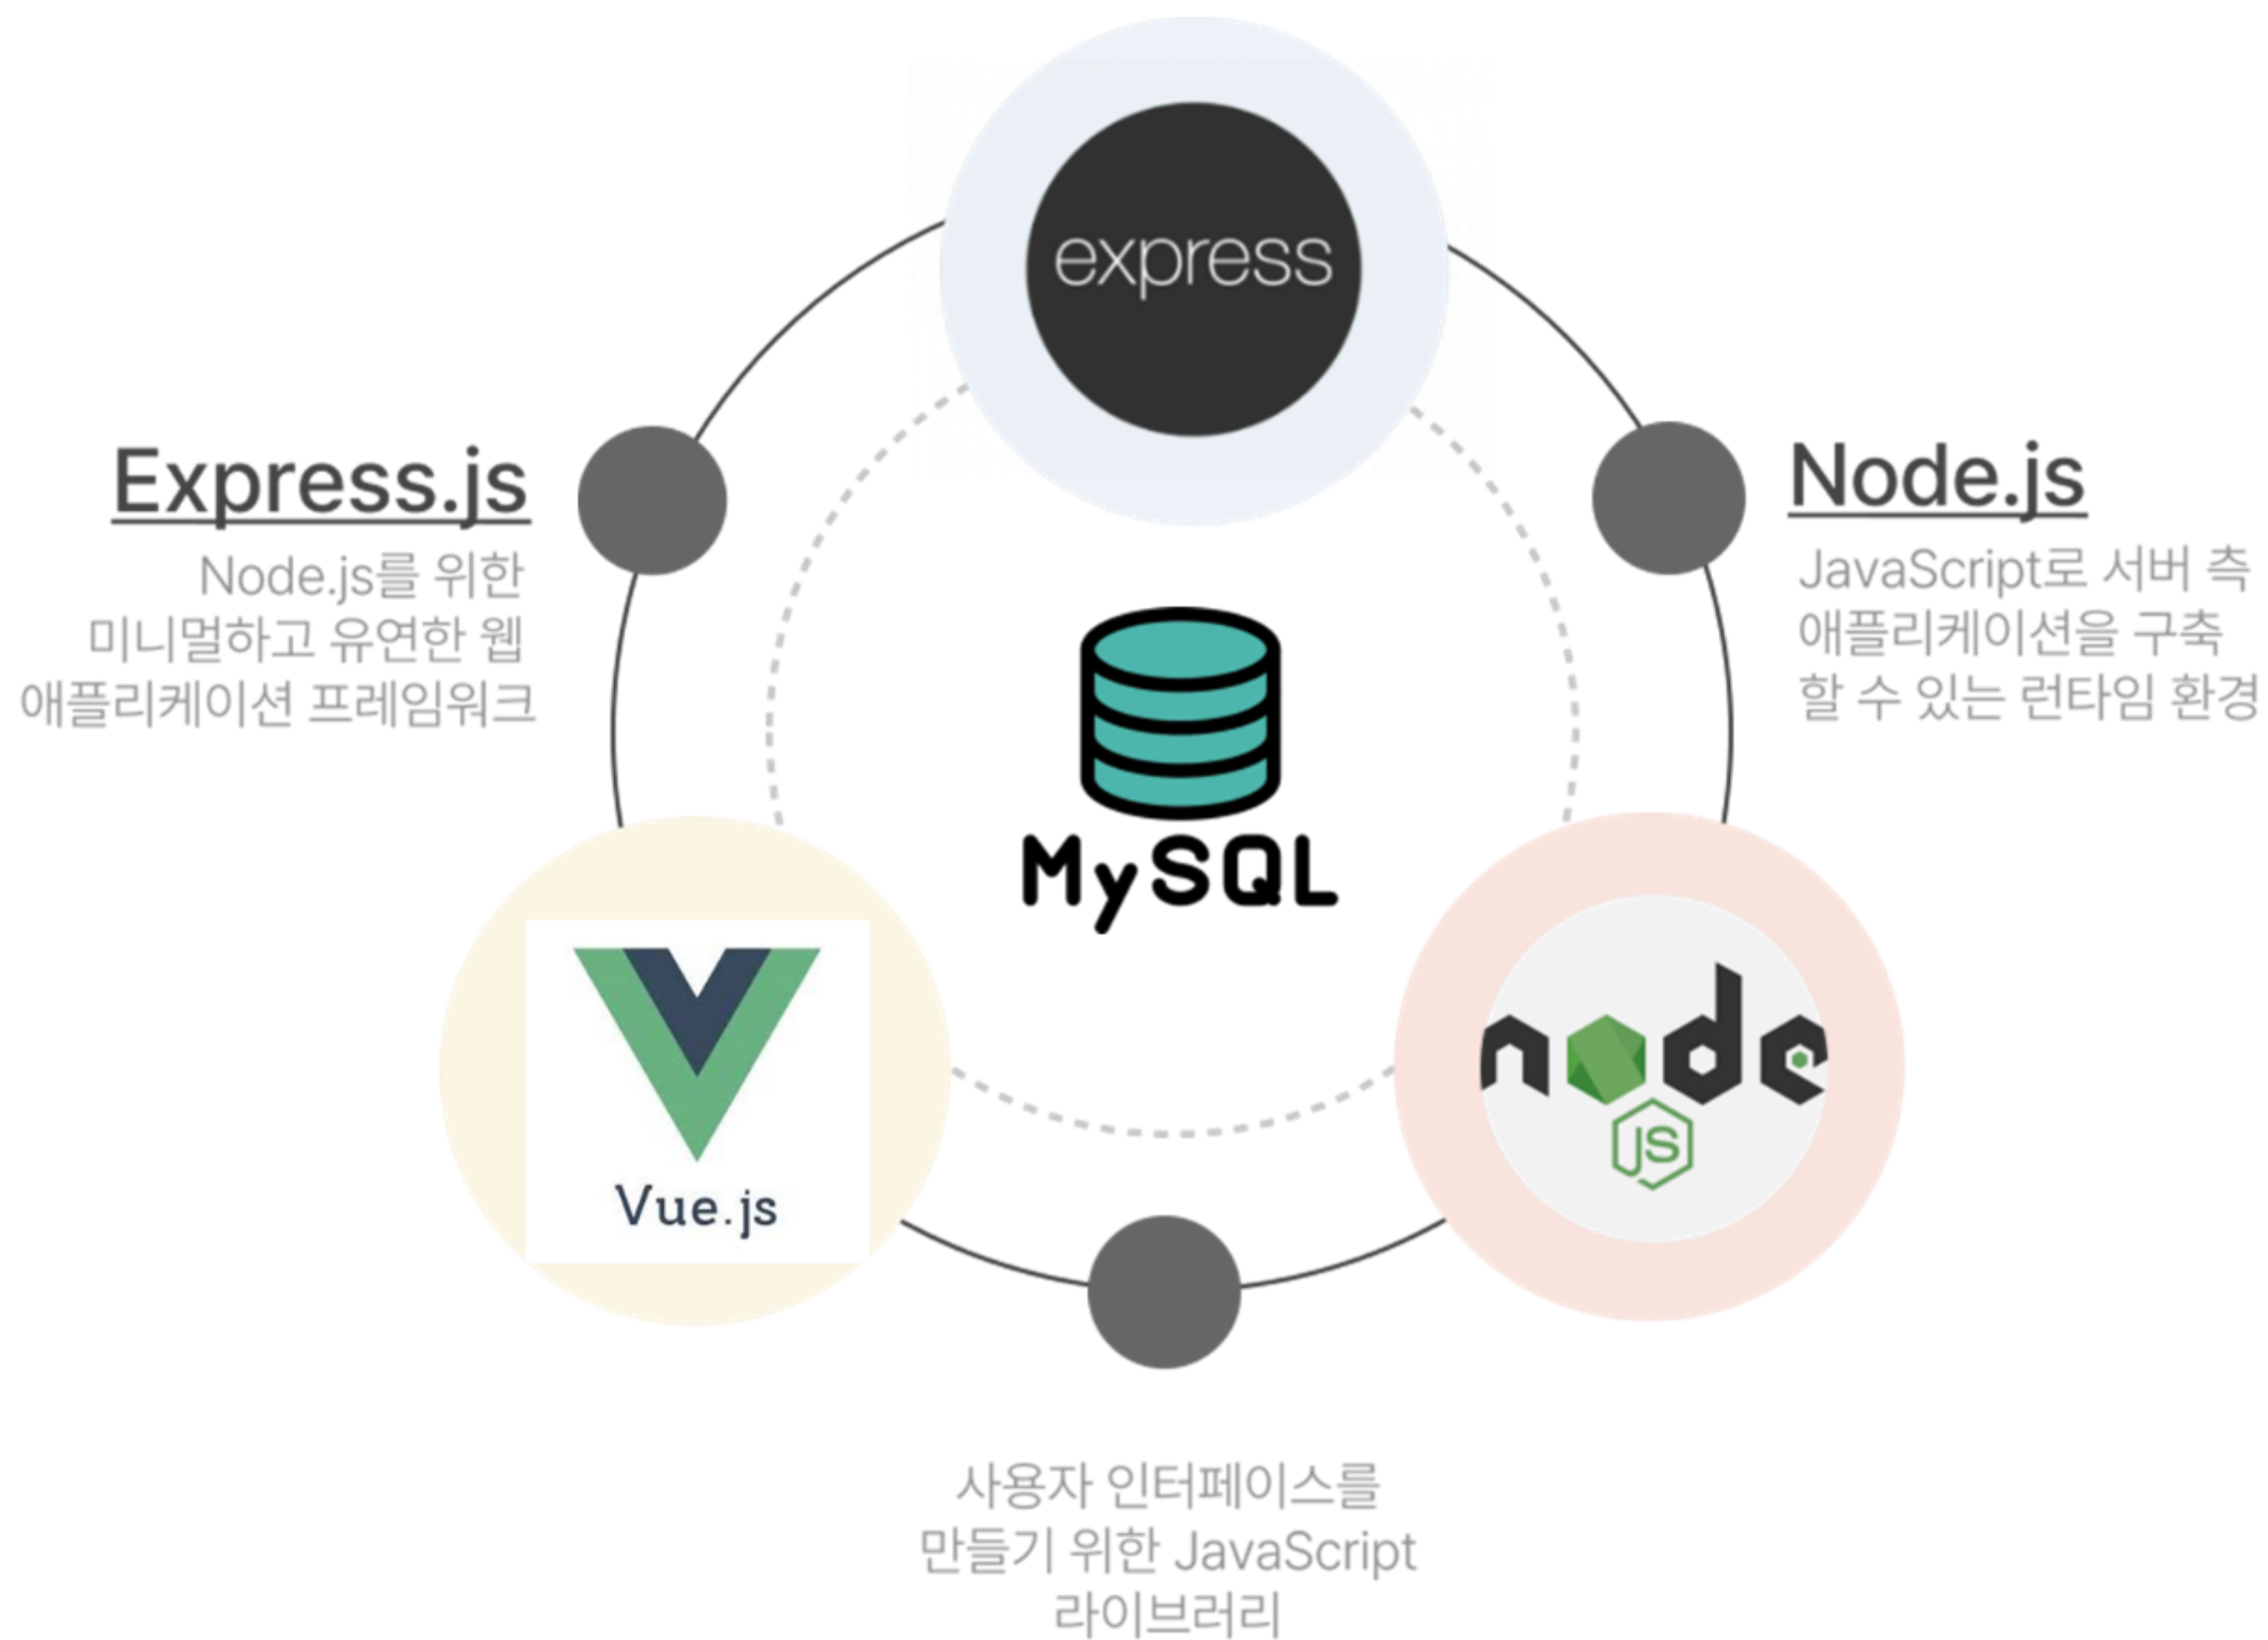 express
Express.js
Node.js를 위한
미니멀하고 유연한 웹
애플리케이션 프레임워크
Node.js
JavaScript로 서버 측
애플리케이션을 구축
할 수 있는 런타임 환경
MySQL
Vue.js
node
JS
사용자 인터페이스를
만들기 위한 JavaScript
라이브러리